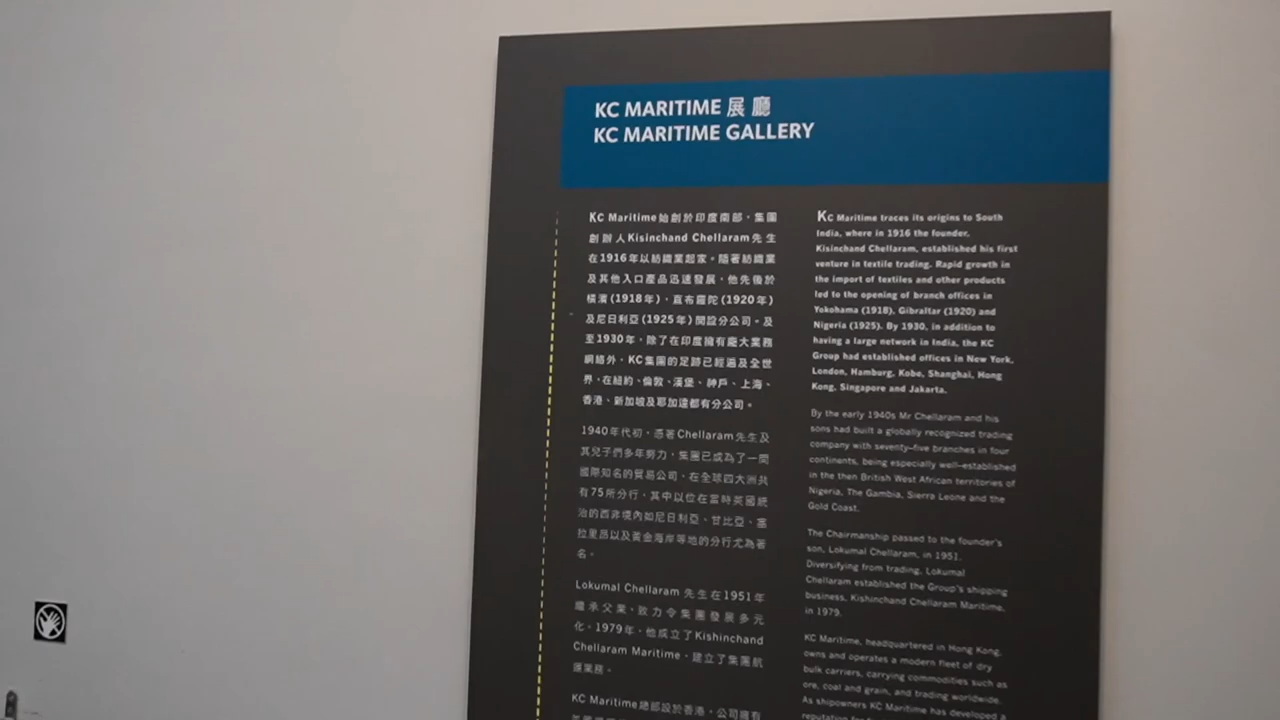 KC MARITIME 展廳
KC MARITIME GALLERY
KC Maritime始創於印度南部，集團
創辦人Kisinchand Chellaram先生
在1916年以紡織業起家。隨著紡織業
及其他入口產品迅速發展，他先後於
橫濱(1918年)，直布羅陀(1920年)
及尼日利亞(1925年)開設分公司。及
至1930年，除了在印度擁有龐大業務
網絡外，KC集團的足跡已經遍及全世
界，在紐約、倫敦、漢堡、神戶、上海、
香港、新加坡及耶加達都有分公司。
1940年代初，憑著Chellaram先生及
其兒子們多年努力，集團已成為了一間
國際知名的貿易公司，在全球四大洲共
有75所分行，其中以位在當時英國統
治的西非境內如尼日利亞、甘比亞、塞
拉里昂以及黃金海岸等地的分行尤為著
名。
Lokumal Chellaram 先生在1951年
繼承父業，致力令集團發展多元
化。1979年，他成立了Kishinchand
Chellaram Maritime，建立了集團航
運業務。
KC Maritime總部設於香港，公司擁有
KC Maritime traces its origins to South
India, where in 1916 the founder,
Kisinchand Chellaram, established his first
venture in textile trading. Rapid growth in
the import of textiles and other products
led to the opening of branch offices in
Yokohama (1918), Gibraltar (1920) and
Nigeria (1925). By 1930, in addition to
having a large network in India, the KC
Group had established offices in New York,
London, Hamburg, Kobe, Shanghai, Hong
Kong, Singapore and Jakarta.
By the early 1940s Mr Chellaram and his
sons had built a globally recognized trading
company with seventy-five branches in four
continents, being especially well-established
in the then British West African territories of
Nigeria, The Gambia, Sierra Leone and the
Gold Coast.
The Chairmanship passed to the founder's
son, Lokumal Chellaram, in 1951.
Diversifying from trading, Lokumal
Chellaram established the Group's shipping
business, Kishinchand Chellaram Maritime,
in 1979.
KC Maritime, headquartered in Hong Kong,
owns and operates a modern fleet of dry
bulk carriers, carrying commodities such as
ore, coal and grain, and trading worldwide.
As shipowners KC Maritime has developed a
reputation